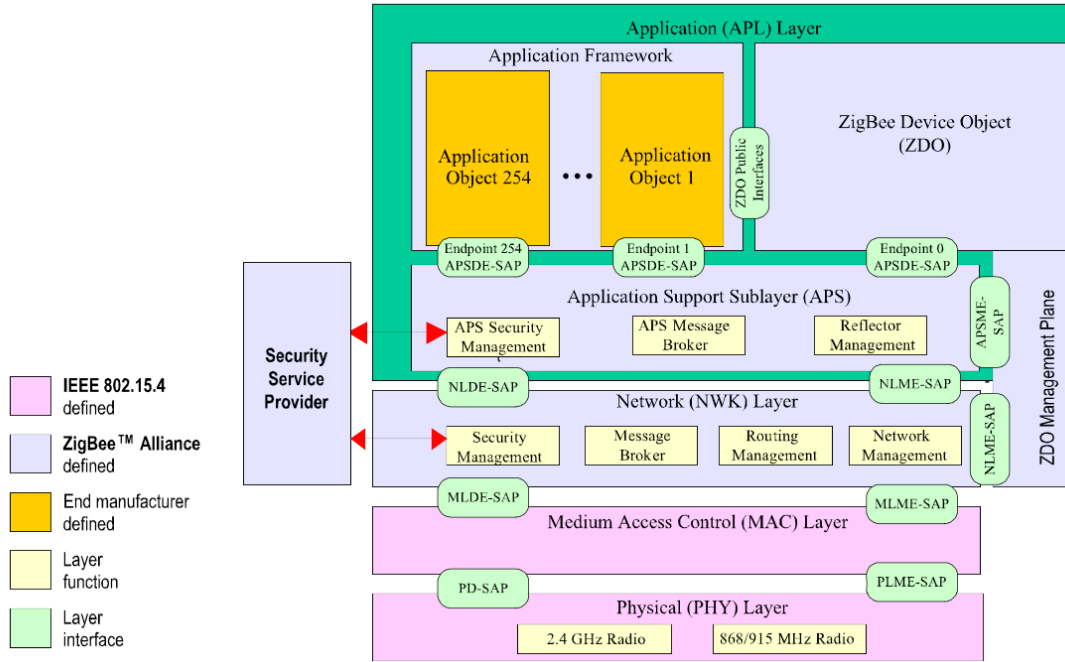 Application (APL) Layer
Application Framework
Application
Object 254
...
Application
Object 1
ZDO Public
Interfaces
ZigBee Device Object
(ZDO)
Endpoint 254
APSDE-SAP
Endpoint 1
APSDE-SAP
Endpoint 0
APSDE-SAP
Application Support Sublayer (APS)
APS Security
Management
APS Message
Broker
Reflector
Management
APSME-
SAP
Security
Service
Provider
NLDE-SAP
NLME-SAP
Network (NWK) Layer
Security
Management
Message
Broker
Routing
Management
Network
Management
NLME-SAP
ZDO Management Plane
MLDE-SAP
MLME-SAP
Medium Access Control (MAC) Layer
PD-SAP
PLME-SAP
Physical (PHY) Layer
2.4 GHz Radio
868/915 MHz Radio
IEEE 802.15.4
defined
ZigBee™ Alliance
defined
End manufacturer
defined
Layer
function
Layer
interface